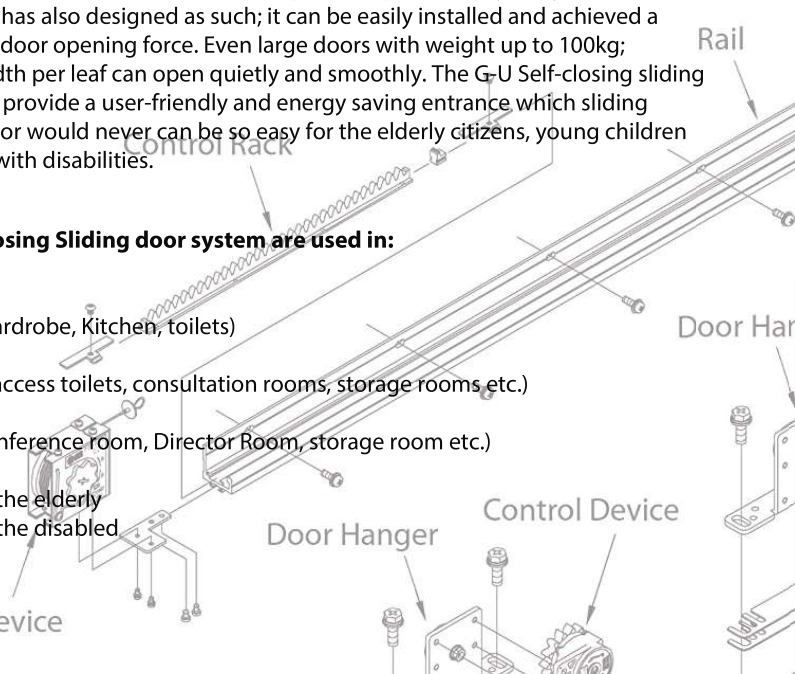 has also designed as such; it can be easily installed and achieved a
door opening force. Even large doors with weight up to 100kg;
dth per leaf can open quietly and smoothly. The G-U Self-closing sliding
provide a user-friendly and energy saving entrance which sliding
or would never can be so easy for the elderly citizens, young children
with disabilities.
Rail
Control Rack
osing Sliding door system are used in:
ardrobe, Kitchen, toilets)
Door Han
access toilets, consultation rooms, storage rooms etc.)
nference room, Director Room, storage room etc.)
the elderly
the disabled
Control Device
Door Hanger
evice